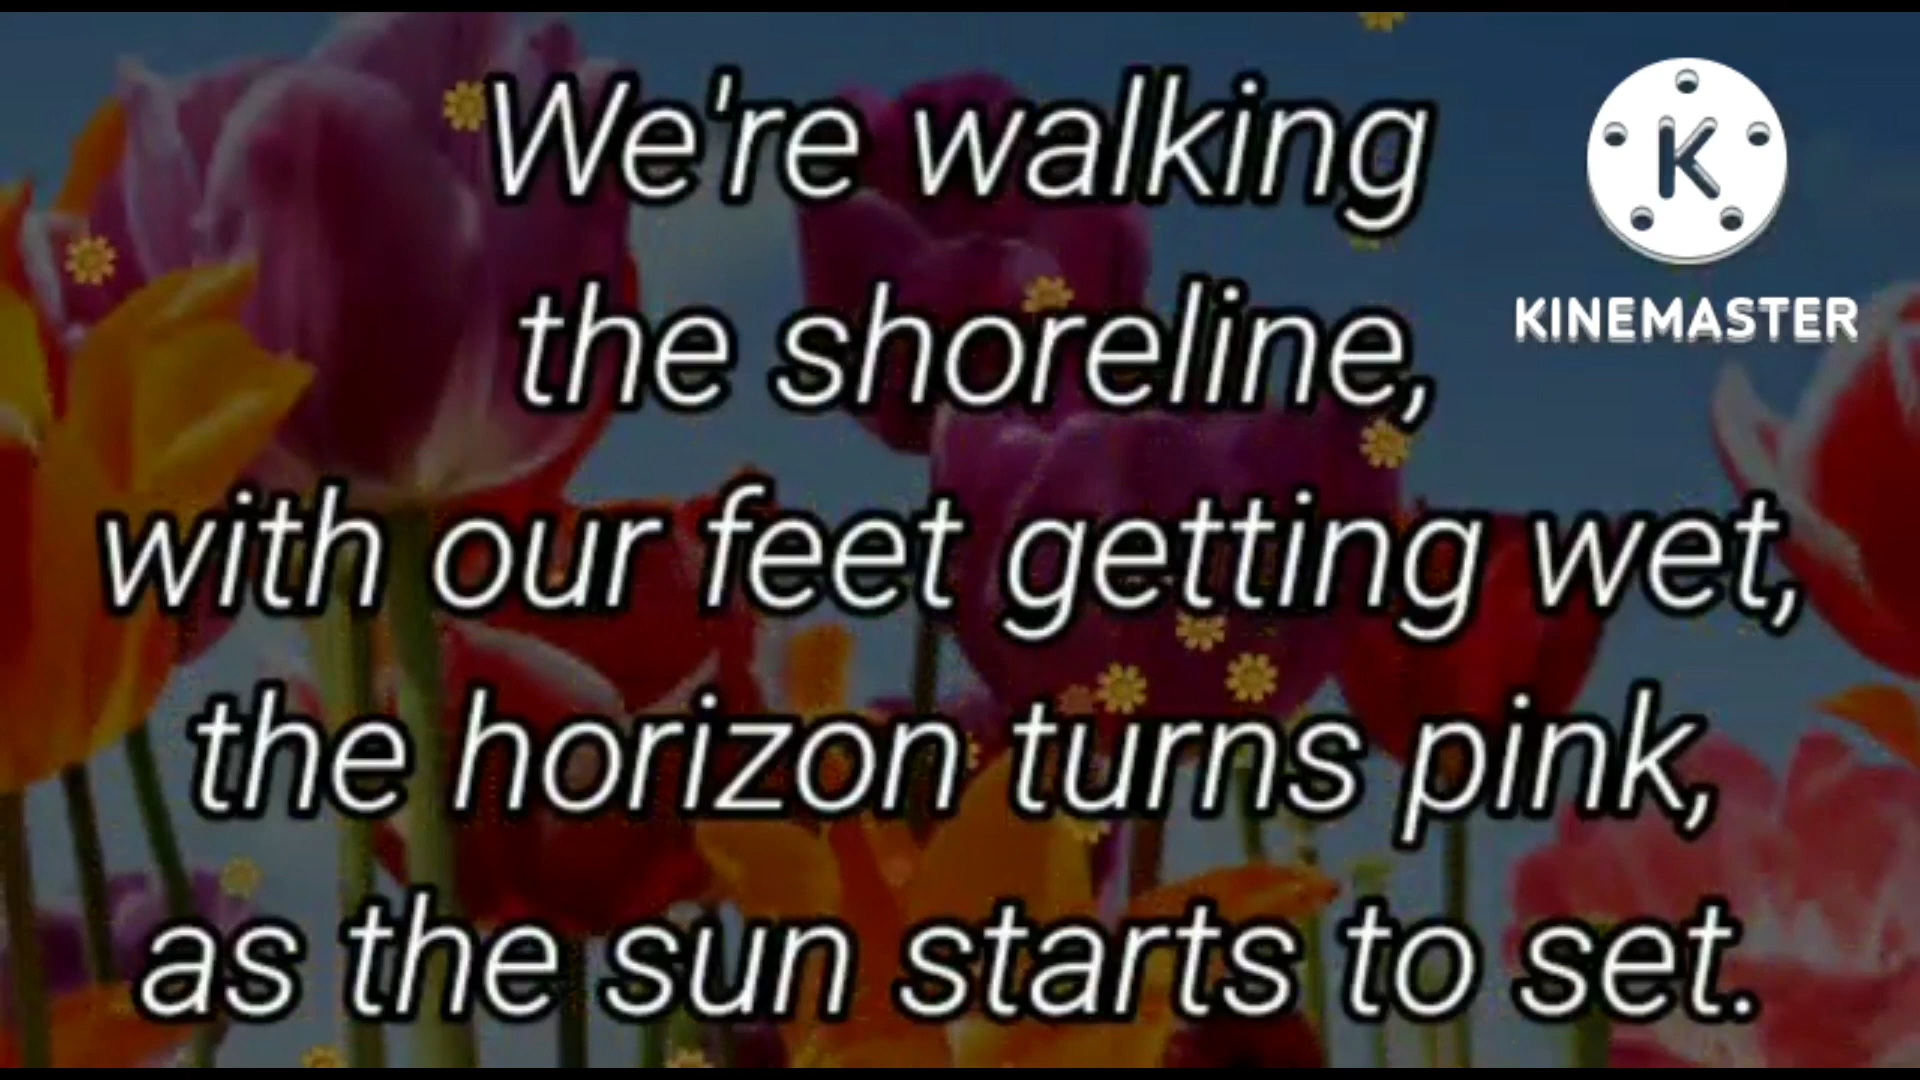 We're walking
the shoreline,
with our feet getting wet,
the horizon turns pink,
as the sun starts to set.
K
KINEMASTER